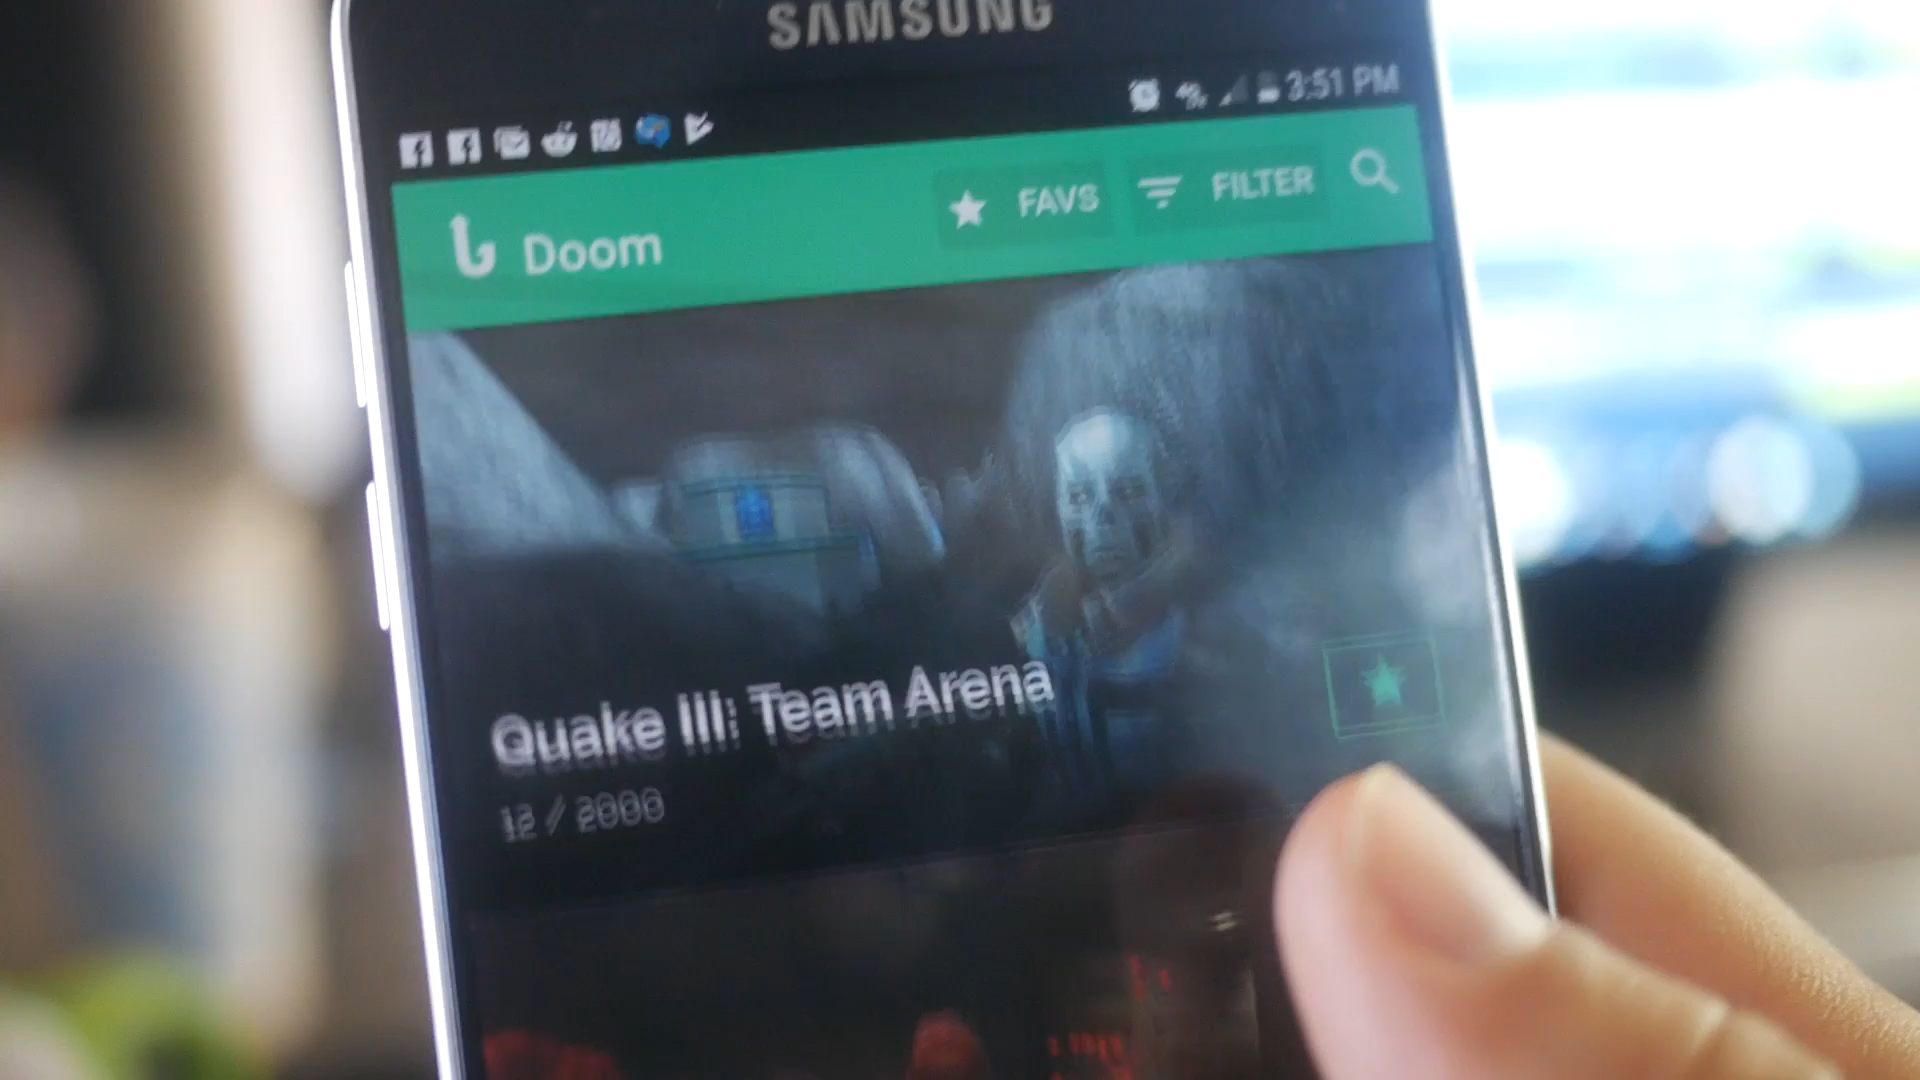 SAMSUNG
3:51 PM
Doom
FAVS
FILTER
Quake III: Team Arena
12 // 2000